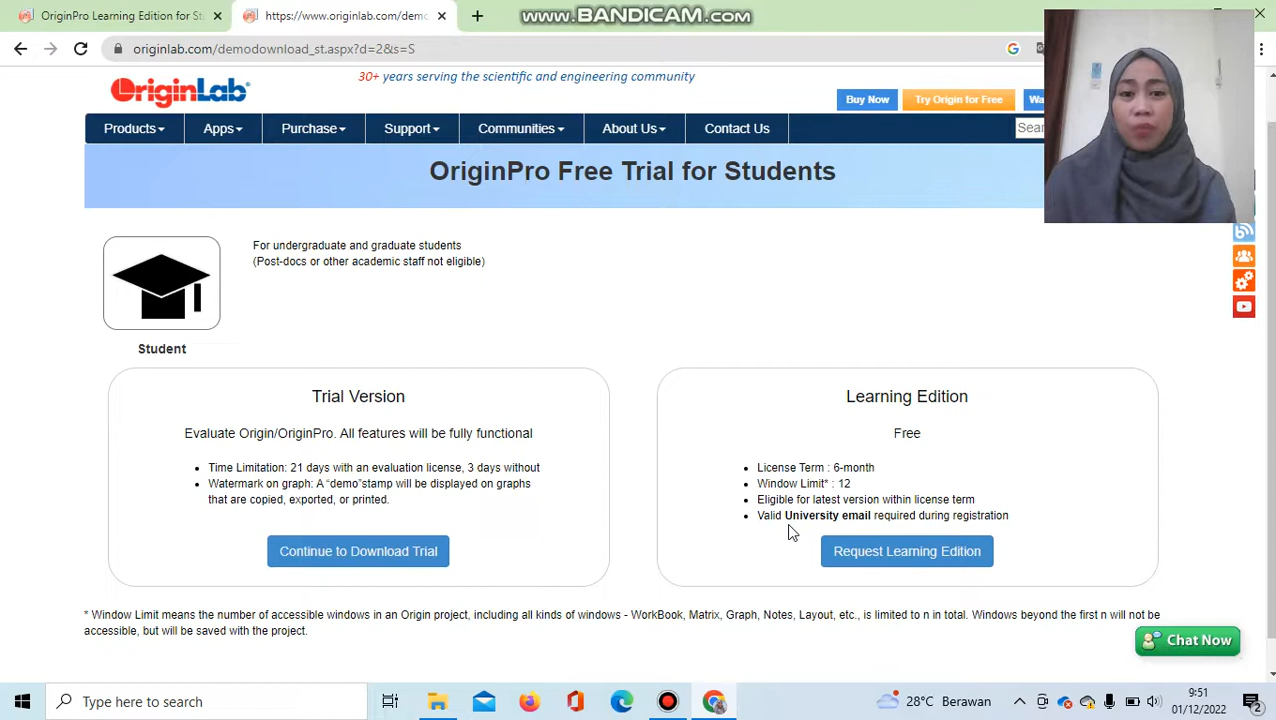 OriginPro Learning Edition for Stu
https://www.originlab.com/demo
www.BANDICAM.com
originlab.com/demodownload_st.aspx?d=2&s=S
OriginLab
30+ years serving the scientific and engineering community
Buy Now
Try Origin for Free
Products
Apps
Purchase
Support
Communities
About Us
Contact Us
OriginPro Free Trial for Students
For undergraduate and graduate students
(Post-docs or other academic staff not eligible)
Student
Trial Version
Evaluate Origin/OriginPro. All features will be fully functional
• Time Limitation: 21 days with an evaluation license, 3 days without
• Watermark on graph: A “demo”stamp will be displayed on graphs
that are copied, exported, or printed.
Continue to Download Trial
Learning Edition
Free
• License Term : 6-month
• Window Limit* : 12
• Eligible for latest version within license term
• Valid University email required during registration
Request Learning Edition
* Window Limit means the number of accessible windows in an Origin project, including all kinds of windows - WorkBook, Matrix, Graph, Notes, Layout, etc., is limited to n in total. Windows beyond the first n will not be
accessible, but will be saved with the project.
Chat Now
Type here to search
28°C Berawan
9:51
01/12/2022
2